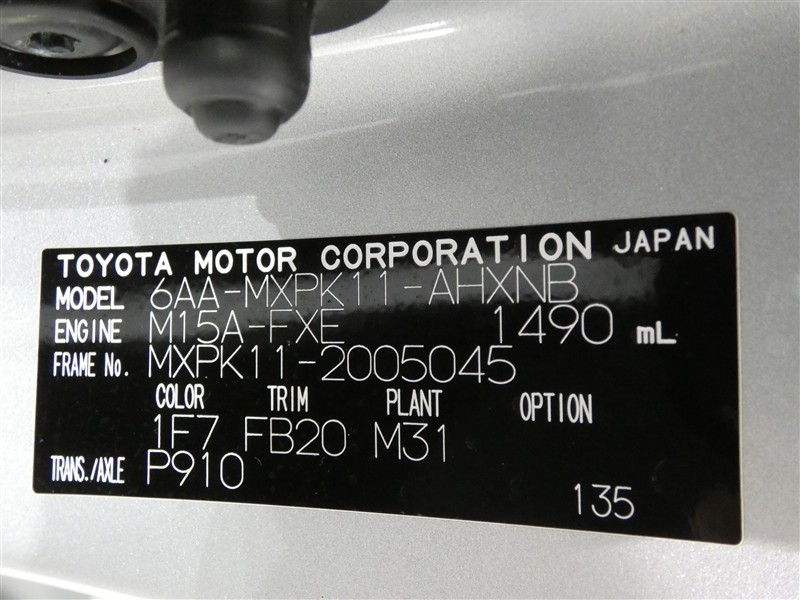 TOYOTA MOTOR CORPORATION JAPAN
MODEL 6AA-MXPK11-AHXNB
ENGINE M15A-FXE 1490 mL
FRAME No. MXPK11-2005045
COLOR TRIM PLANT OPTION
1F7 FB20 M31
TRANS./AXLE P910
135